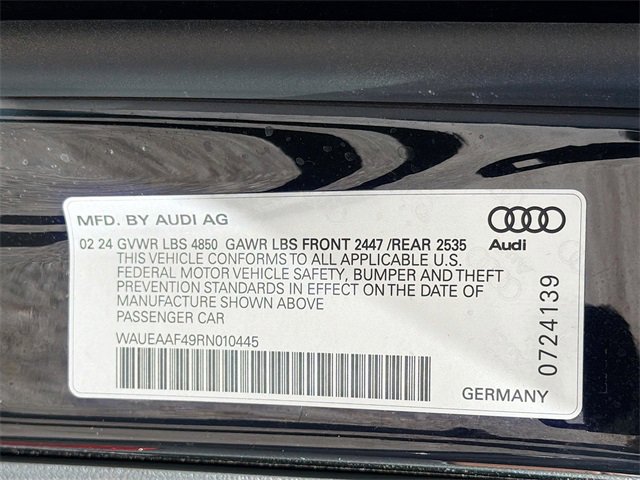 MFD. BY AUDI AG
02 24 GVWR LBS 4850 GAWR LBS FRONT 2447 /REAR 2535
THIS VEHICLE CONFORMS TO ALL APPLICABLE U.S.
FEDERAL MOTOR VEHICLE SAFETY, BUMPER AND THEFT
PREVENTION STANDARDS IN EFFECT ON THE DATE OF
MANUFACTURE SHOWN ABOVE
PASSENGER CAR
WAUEAAF49RN010445
Audi
0724139
GERMANY